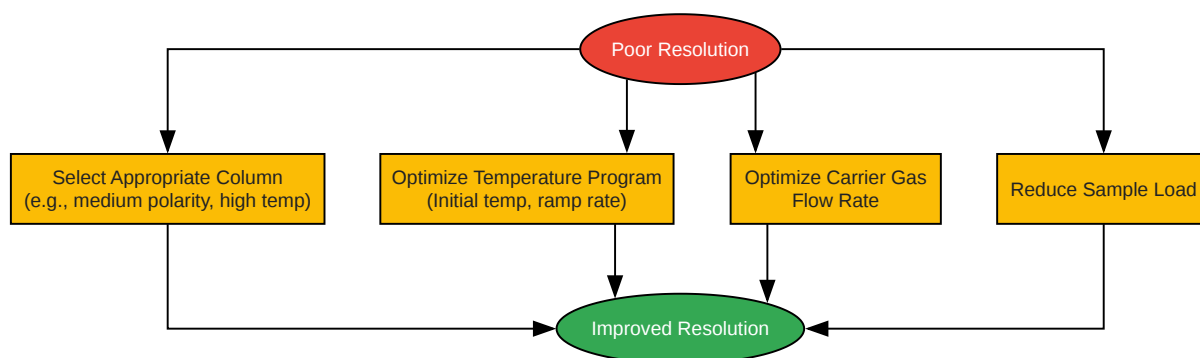 Poor Resolution
Select Appropriate Column
(e.g., medium polarity, high temp)
Optimize Temperature Program
(Initial temp, ramp rate)
Optimize Carrier Gas
Flow Rate
Reduce Sample Load
Improved Resolution